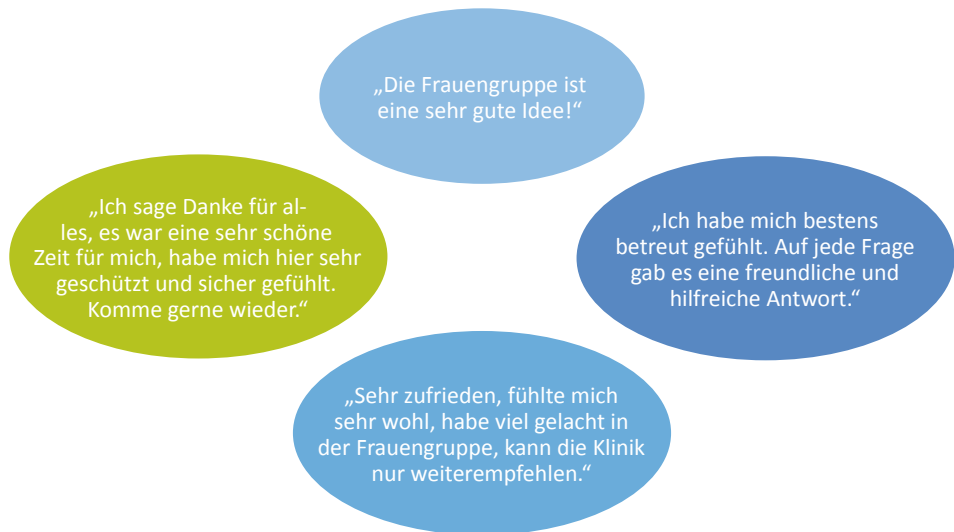 „Die Frauengruppe ist
eine sehr gute Idee!“
„Ich sage Danke für al-
les, es war eine sehr schöne
Zeit für mich, habe mich hier sehr
geschützt und sicher gefühlt.
Komme gerne wieder.“
„Ich habe mich bestens
betreut gefühlt. Auf jede Frage
gab es eine freundliche und
hilfreiche Antwort.“
„Sehr zufrieden, fühlte mich
sehr wohl, habe viel gelacht in
der Frauengruppe, kann die Klinik
nur weiterempfehlen.“